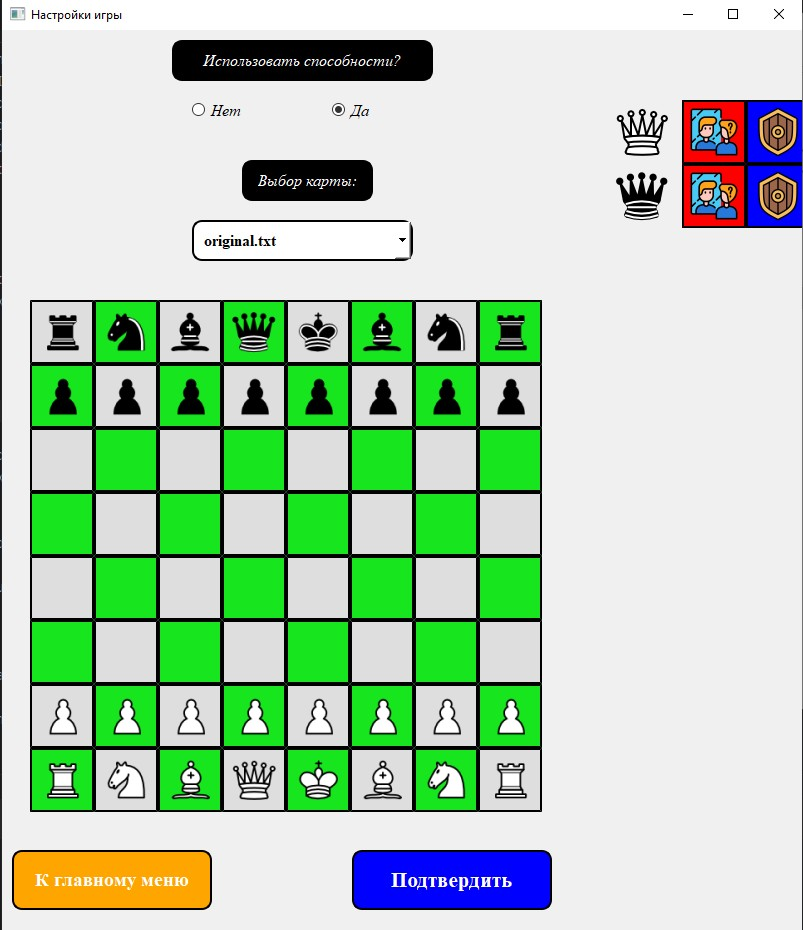 Настройки игры
Использовать способности?
Нет
Да
Выбор карты:
original.txt
К главному меню
Подтвердить